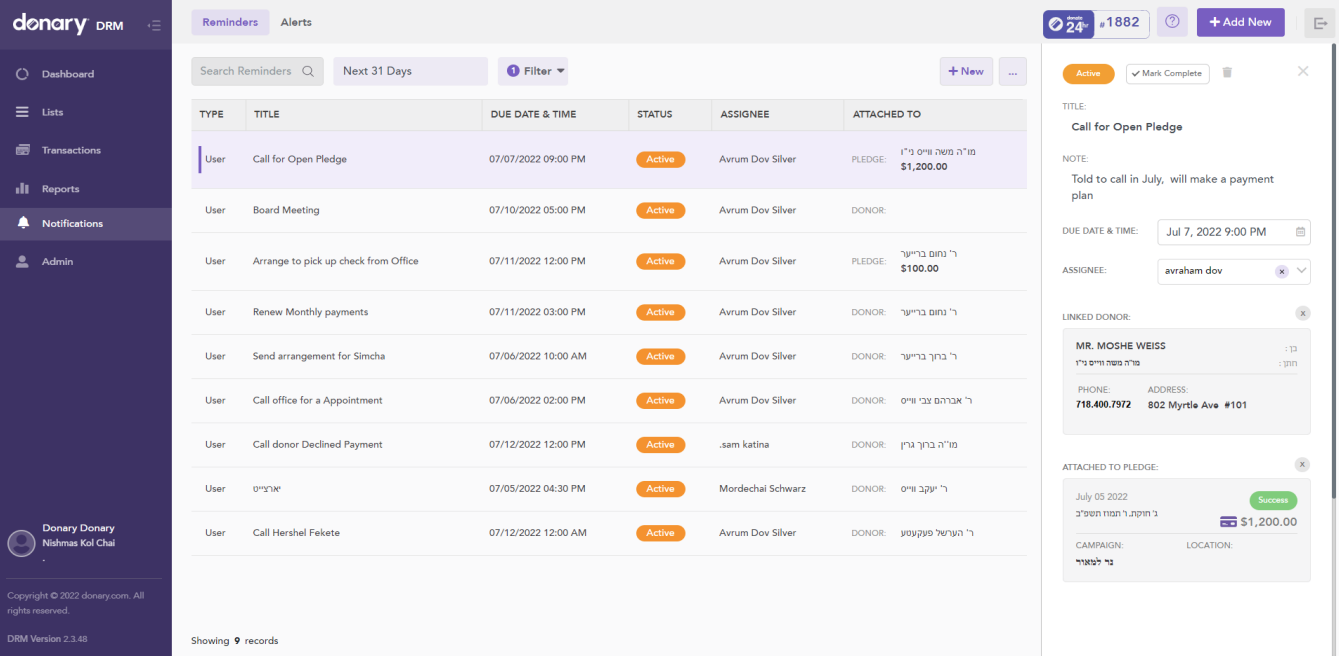 donary DRM
Reminders
Alerts
donate
24hr
#1882
?
+ Add New
Dashboard
Lists
Transactions
Reports
Notifications
Admin
Donary Donary
Nishmas Kol Chai
.
Copyright © 2022 donary.com. All
rights reserved.
DRM Version 2.3.48
Search Reminders
Next 31 Days
1 Filter
+ New
...
TYPE TITLE DUE DATE & TIME STATUS ASSIGNEE ATTACHED TO
User Call for Open Pledge 07/07/2022 09:00 PM Active Avrum Dov Silver PLEDGE: מו"ה משה ווייס ני"ו
$1,200.00
User Board Meeting 07/10/2022 05:00 PM Active Avrum Dov Silver DONOR:
User Arrange to pick up check from Office 07/11/2022 12:00 PM Active Avrum Dov Silver PLEDGE: ר' נחום ברייער
$100.00
User Renew Monthly payments 07/11/2022 03:00 PM Active Avrum Dov Silver DONOR: ר' נחום ברייער
User Send arrangement for Simcha 07/06/2022 10:00 AM Active Avrum Dov Silver DONOR: ר' ברוך ברייער
User Call office for a Appointment 07/06/2022 02:00 PM Active Avrum Dov Silver DONOR: ר' אברהם צבי ווייס
User Call donor Declined Payment 07/12/2022 12:00 PM Active .sam katina DONOR: מו''ה ברוך גרין
User יארצייט 07/05/2022 04:30 PM Active Mordechai Schwarz DONOR: ר' יעקב ווייס
User Call Hershel Fekete 07/12/2022 12:00 AM Active Avrum Dov Silver DONOR: ר' הערשל פעקעטע
Showing 9 records
Active
Mark Complete
TITLE:
Call for Open Pledge
NOTE:
Told to call in July, will make a payment
plan
DUE DATE & TIME: Jul 7, 2022 9:00 PM
ASSIGNEE: avraham dov x
LINKED DONOR: X
MR. MOSHE WEISS
בן :
מו"ה משה ווייס ני"ו
חתן :
PHONE: ADDRESS:
718.400.7972 802 Myrtle Ave #101
ATTACHED TO PLEDGE: X
July 05 2022
Success
ג' חוקת, ו' תמוז תשפ"ב
$1,200.00
CAMPAIGN: LOCATION:
נר למאור